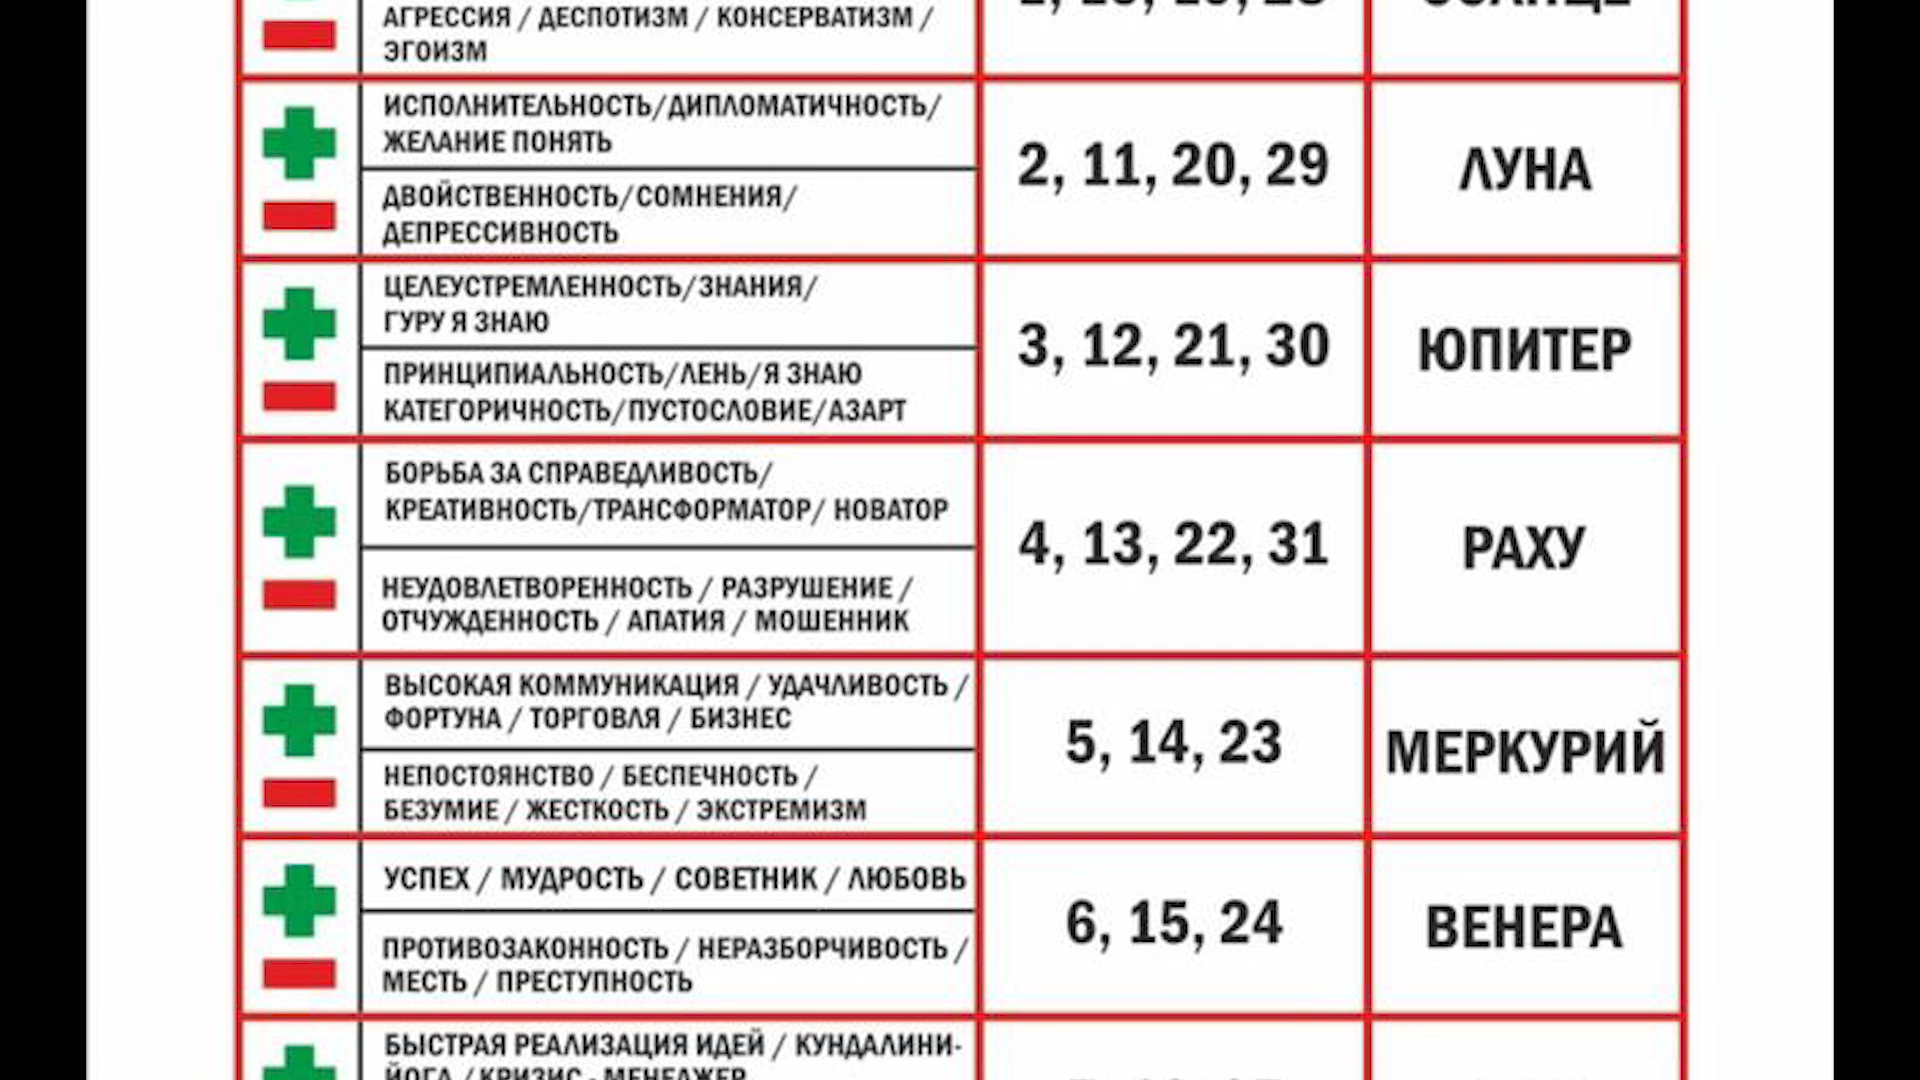 АГРЕССИЯ / ДЕСПОТИЗМ / КОНСЕРВАТИЗМ /
ЭГОИЗМ
ИСПОЛНИТЕЛЬНОСТЬ/ДИПЛОМАТИЧНОСТЬ/
ЖЕЛАНИЕ ПОНЯТЬ
ДВОЙСТВЕННОСТЬ/СОМНЕНИЯ/
ДЕПРЕССИВНОСТЬ
2, 11, 20, 29
ЛУНА
ЦЕЛЕУСТРЕМЛЕННОСТЬ/ЗНАНИЯ/
ГУРУ Я ЗНАЮ
ПРИНЦИПИАЛЬНОСТЬ/ЛЕНЬ/Я ЗНАЮ
КАТЕГОРИЧНОСТЬ/ПУСТОСЛОВИЕ/АЗАРТ
3, 12, 21, 30
ЮПИТЕР
БОРЬБА ЗА СПРАВЕДЛИВОСТЬ/
КРЕАТИВНОСТЬ/ТРАНСФОРМАТОР/ НОВАТОР
НЕУДОВЛЕТВОРЕННОСТЬ / РАЗРУШЕНИЕ /
ОТЧУЖДЕННОСТЬ / АПАТИЯ / МОШЕННИК
4, 13, 22, 31
РАХУ
ВЫСОКАЯ КОММУНИКАЦИЯ / УДАЧЛИВОСТЬ /
ФОРТУНА / ТОРГОВЛЯ / БИЗНЕС
НЕПОСТОЯНСТВО / БЕСПЕЧНОСТЬ /
БЕЗУМИЕ / ЖЕСТКОСТЬ / ЭКСТРЕМИЗМ
5, 14, 23
МЕРКУРИЙ
УСПЕХ / МУДРОСТЬ / СОВЕТНИК / ЛЮБОВЬ
ПРОТИВОЗАКОННОСТЬ / НЕРАЗБОРЧИВОСТЬ /
МЕСТЬ / ПРЕСТУПНОСТЬ
6, 15, 24
ВЕНЕРА
БЫСТРАЯ РЕАЛИЗАЦИЯ ИДЕЙ / КУНДАЛИНИ-
ЙОГА / КРИЗИС - МЕНЕДЖЕР